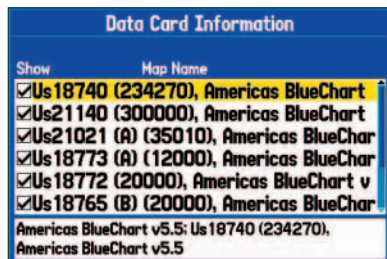 Data Card Information
Show Map Name
Us18740 (234270), Americas BlueChart
Us21140 (300000), Americas BlueChart
Us21021 (A) (35010), Americas BlueChar
Us18773 (A) (12000), Americas BlueChar
Us18772 (20000), Americas BlueChart v
Us18765 (B) (20000), Americas BlueChar
Americas BlueChart v5.5; Us18740 (234270),
Americas BlueChart v5.5